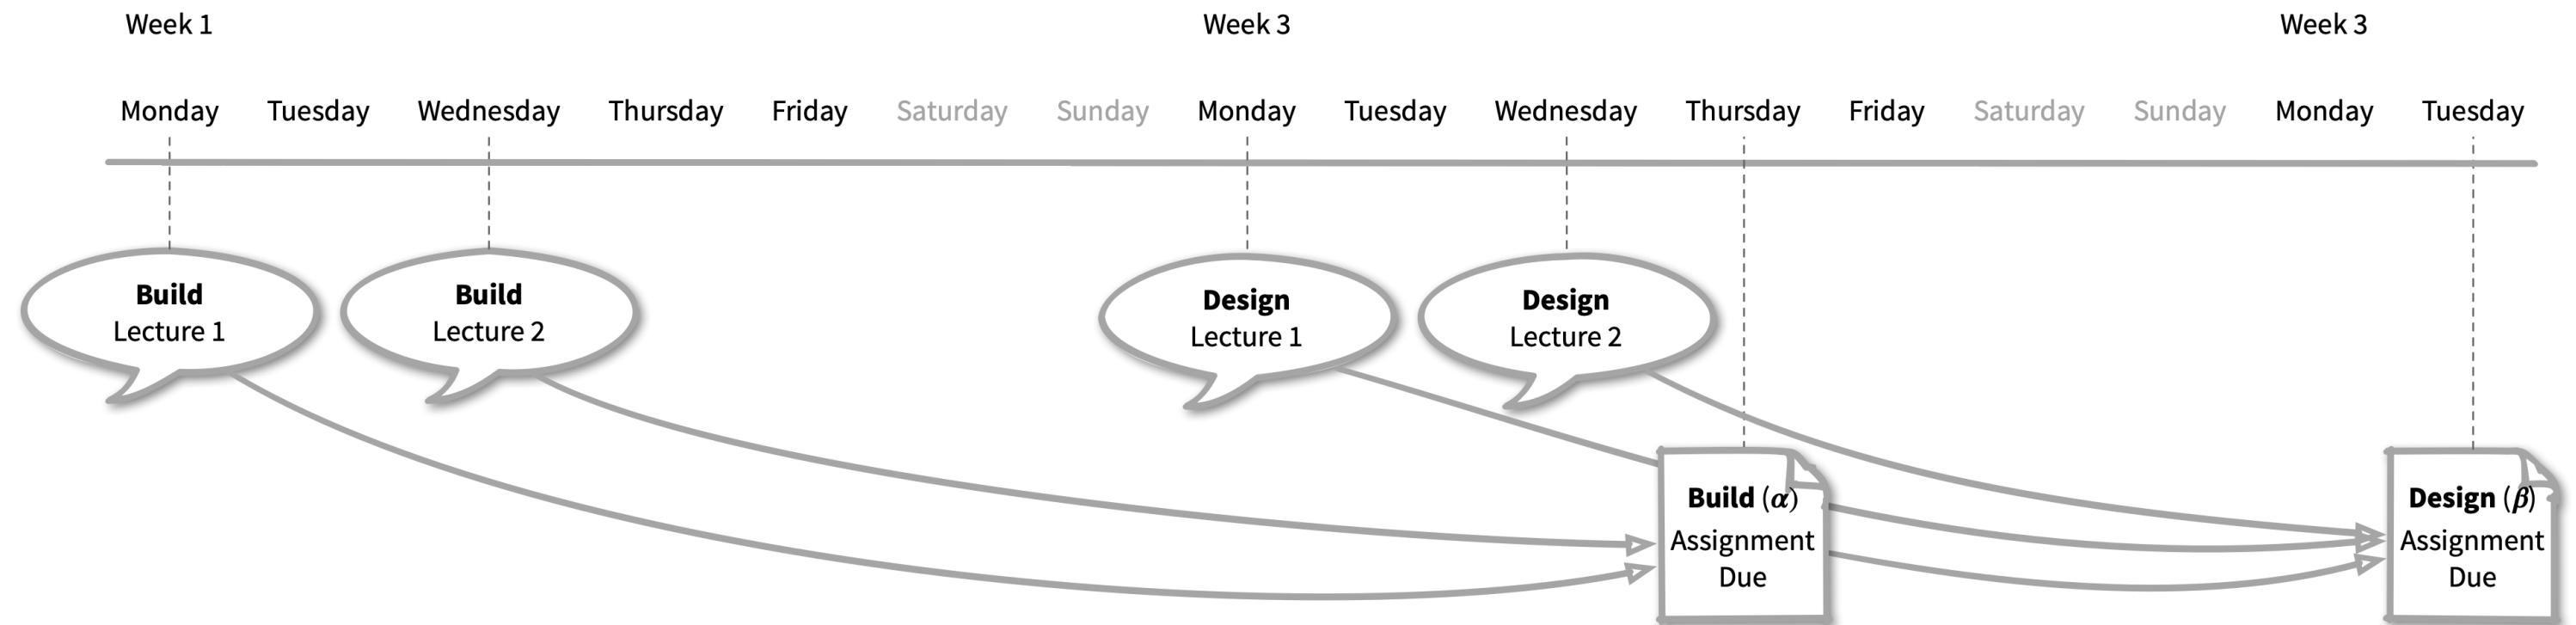 Week 1 Week 3 Week 3
Monday Tuesday Wednesday Thursday Friday Saturday Sunday Monday Tuesday Wednesday Thursday Friday Saturday Sunday Monday Tuesday
Build
Lecture 1
Build
Lecture 2
Design
Lecture 1
Design
Lecture 2
Build (α)
Assignment
Due
Design (β)
Assignment
Due